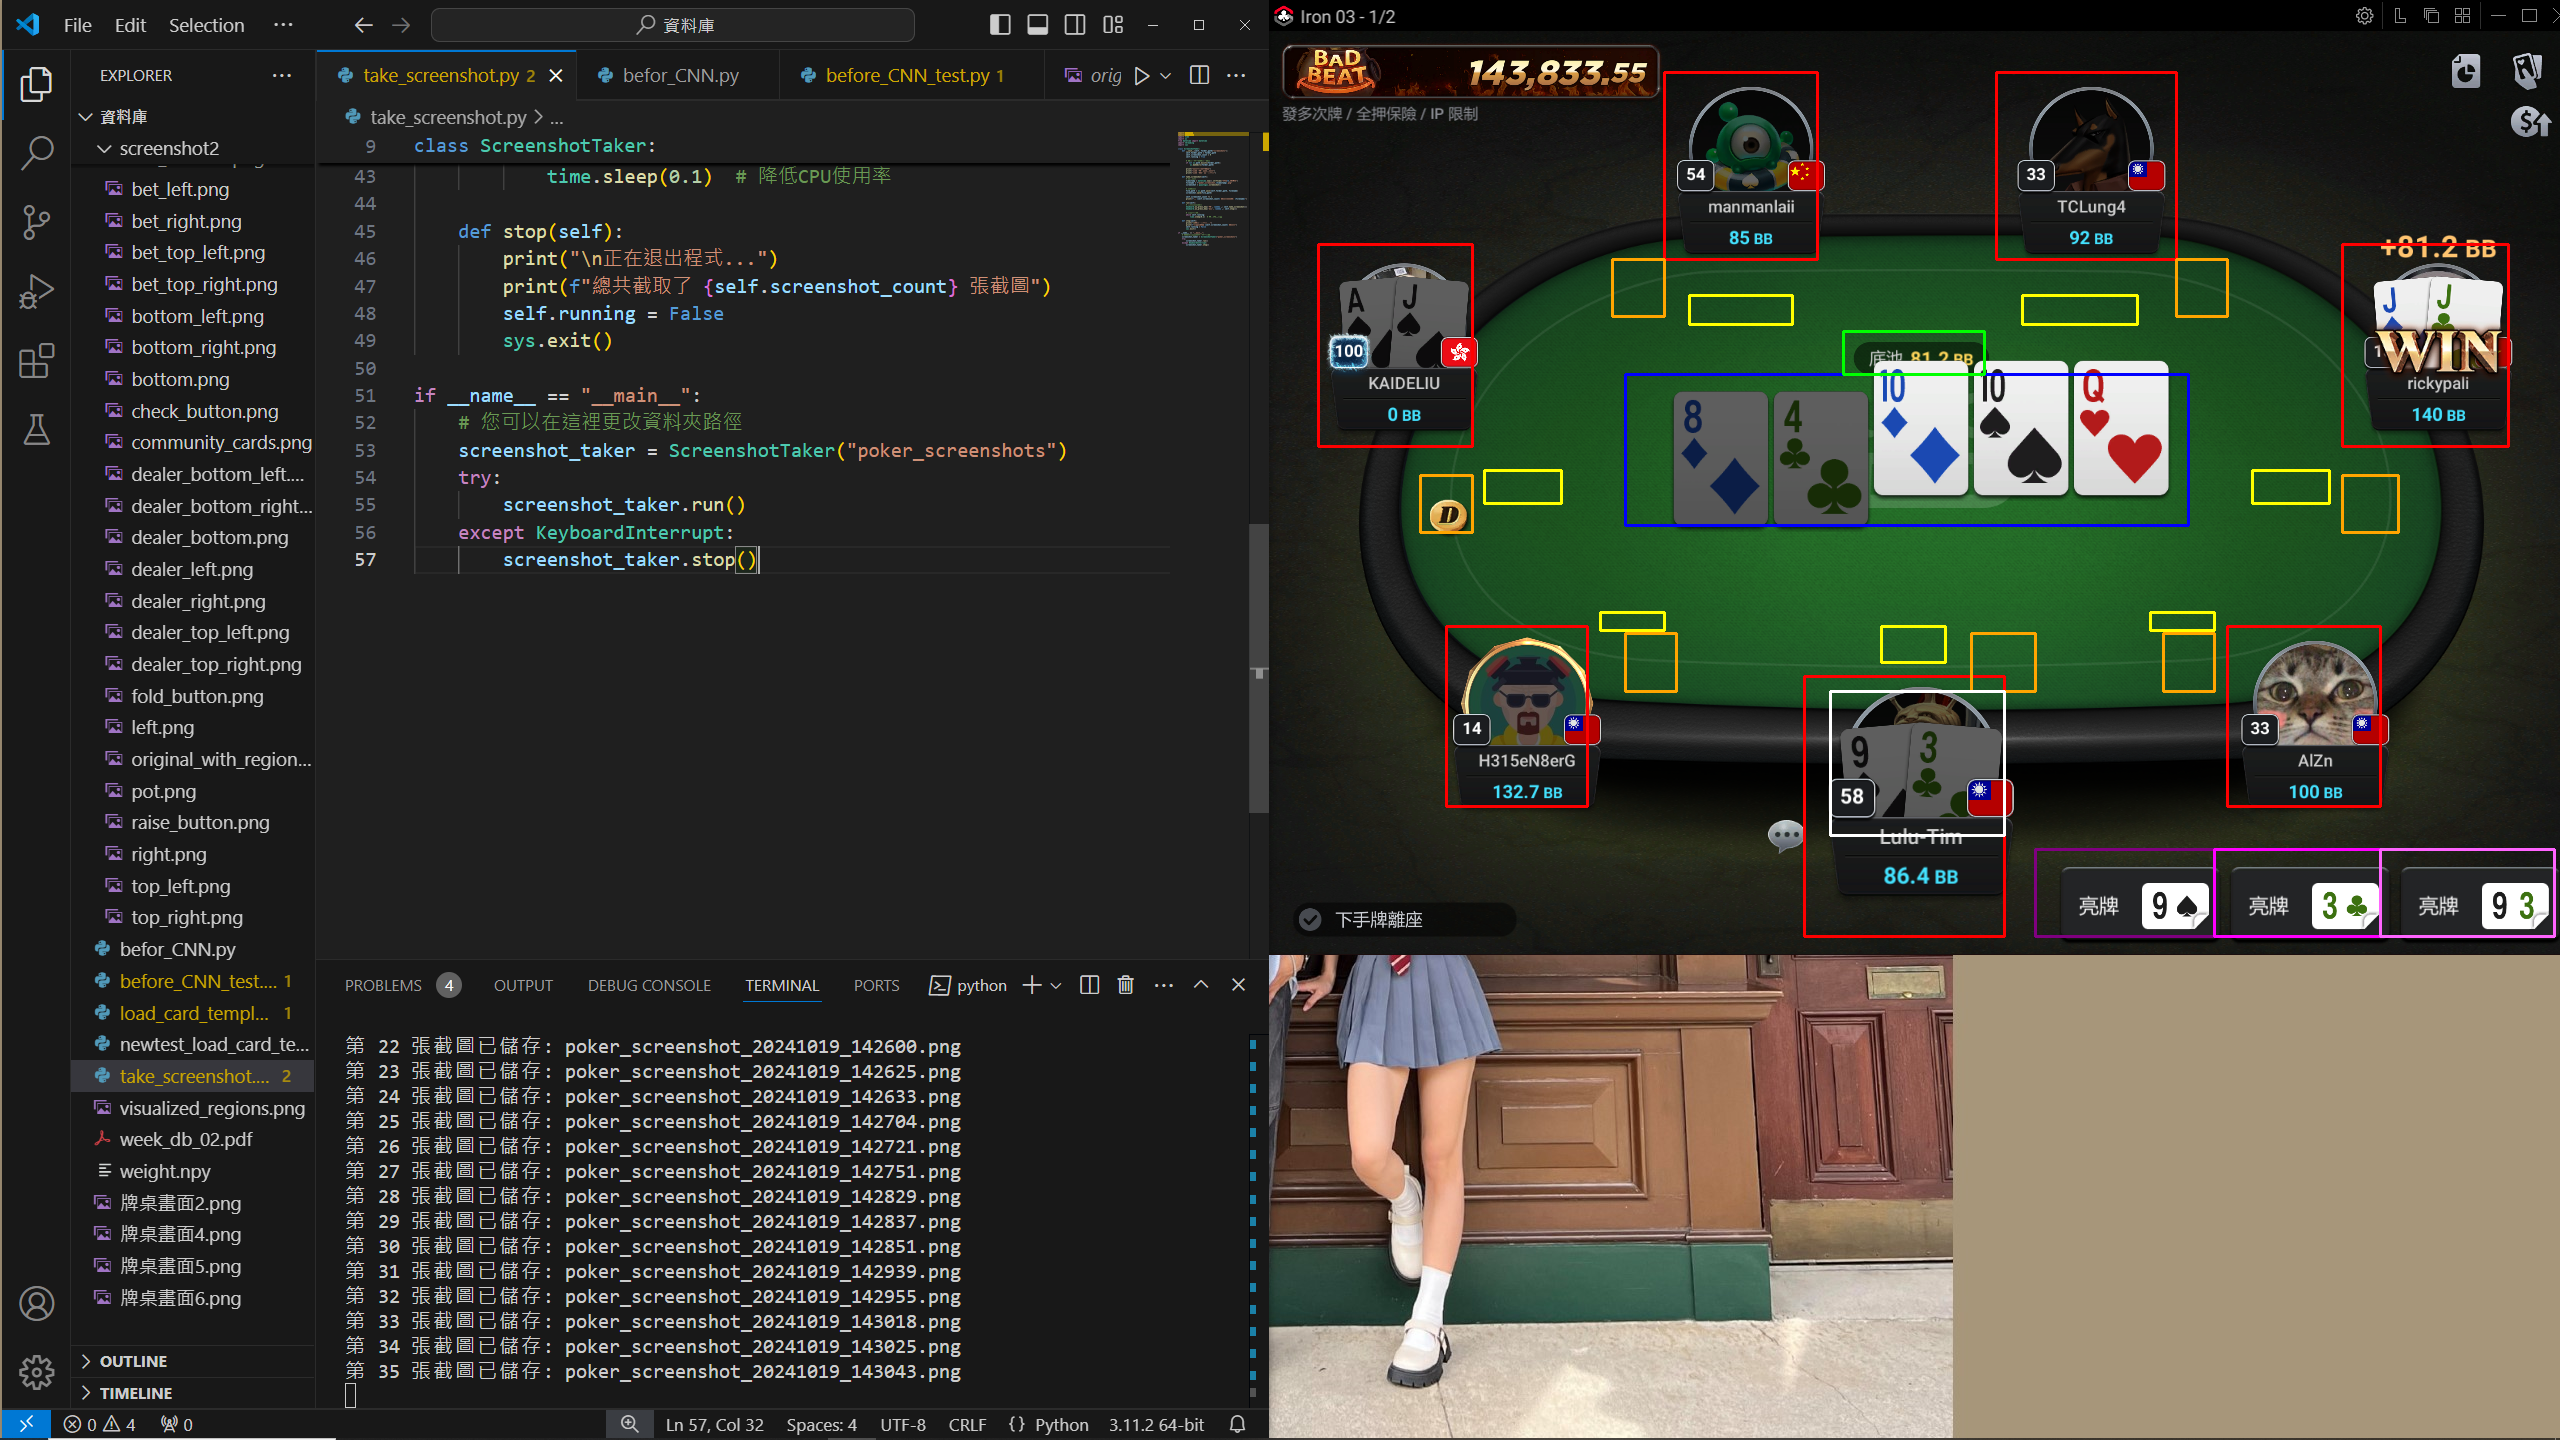 File Edit Selection ···
資料庫
EXPLORER ···
資料庫
screenshot2
bet_left.png
bet_right.png
bet_top_left.png
bet_top_right.png
bottom_left.png
bottom_right.png
bottom.png
check_button.png
community_cards.png
dealer_bottom_left....
dealer_bottom_right...
dealer_bottom.png
dealer_left.png
dealer_right.png
dealer_top_left.png
dealer_top_right.png
fold_button.png
left.png
original_with_region...
pot.png
raise_button.png
right.png
top_left.png
top_right.png
befor_CNN.py
before_CNN_test.... 1
load_card_templ... 1
newtest_load_card_te...
take_screenshot.... 2
visualized_regions.png
week_db_02.pdf
weight.npy
牌桌畫面2.png
牌桌畫面4.png
牌桌畫面5.png
牌桌畫面6.png
OUTLINE
TIMELINE
take_screenshot.py 2
befor_CNN.py
before_CNN_test.py 1
orig
take_screenshot.py > ...
9 class ScreenshotTaker:
43 time.sleep(0.1) # 降低CPU使用率
44
45 def stop(self):
46 print("\n正在退出程式...")
47 print(f"總共截取了 {self.screenshot_count} 張截圖")
48 self.running = False
49 sys.exit()
50
51 if __name__ == "__main__":
52 # 您可以在這裡更改資料夾路徑
53 screenshot_taker = ScreenshotTaker("poker_screenshots")
54 try:
55 screenshot_taker.run()
56 except KeyboardInterrupt:
57 screenshot_taker.stop()
PROBLEMS 4 OUTPUT DEBUG CONSOLE TERMINAL PORTS python
第 22 張截圖已儲存: poker_screenshot_20241019_142600.png
第 23 張截圖已儲存: poker_screenshot_20241019_142625.png
第 24 張截圖已儲存: poker_screenshot_20241019_142633.png
第 25 張截圖已儲存: poker_screenshot_20241019_142704.png
第 26 張截圖已儲存: poker_screenshot_20241019_142721.png
第 27 張截圖已儲存: poker_screenshot_20241019_142751.png
第 28 張截圖已儲存: poker_screenshot_20241019_142829.png
第 29 張截圖已儲存: poker_screenshot_20241019_142837.png
第 30 張截圖已儲存: poker_screenshot_20241019_142851.png
第 31 張截圖已儲存: poker_screenshot_20241019_142939.png
第 32 張截圖已儲存: poker_screenshot_20241019_142955.png
第 33 張截圖已儲存: poker_screenshot_20241019_143018.png
第 34 張截圖已儲存: poker_screenshot_20241019_143025.png
第 35 張截圖已儲存: poker_screenshot_20241019_143043.png
0 4 0
Ln 57, Col 32 Spaces: 4 UTF-8 CRLF {} Python 3.11.2 64-bit
Iron 03 - 1/2
BAD BEAT 143,833.55
發多次牌 / 全押保險 / IP 限制
54
manmanlaii
85 BB
33
TCLung4
92 BB
A J
100
KAIDELIU
0 BB
+81.2 BB
J J
WIN
rickypali
140 BB
底池 81.2 BB
8 4 10 10 Q
D
14
H315eN8erG
132.7 BB
9 3
58
Lulu-Tim
86.4 BB
33
AlZn
100 BB
下手牌離座
亮牌 9♠
亮牌 3♣
亮牌 9 3